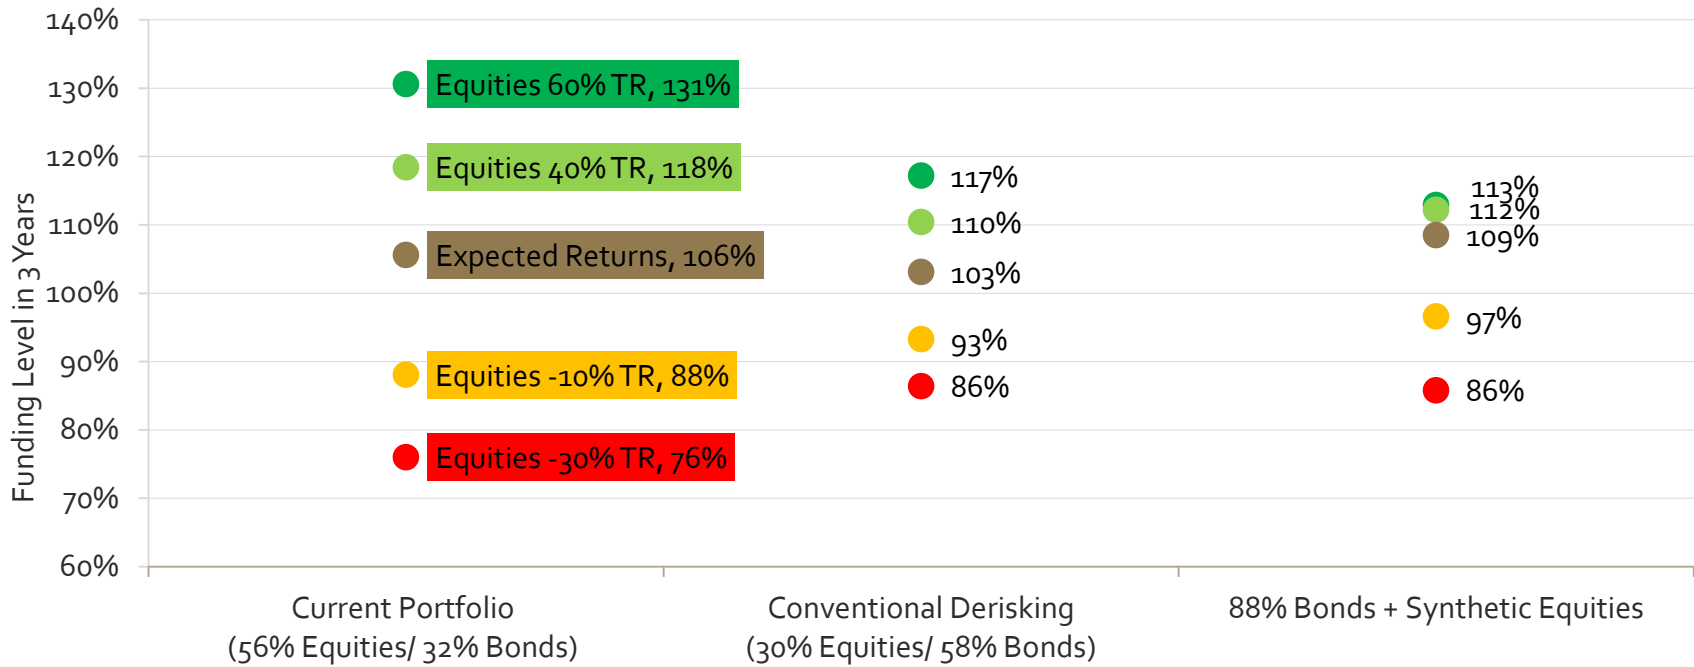 140%
130%
120%
110%
100%
90%
80%
70%
60%
Funding Level in 3 Years
Equities 60% TR, 131%
Equities 40% TR, 118%
Expected Returns, 106%
Equities -10% TR, 88%
Equities -30% TR, 76%
117%
110%
103%
93%
86%
113%
112%
109%
97%
86%
Current Portfolio
(56% Equities/ 32% Bonds)
Conventional Derisking
(30% Equities/ 58% Bonds)
88% Bonds + Synthetic Equities